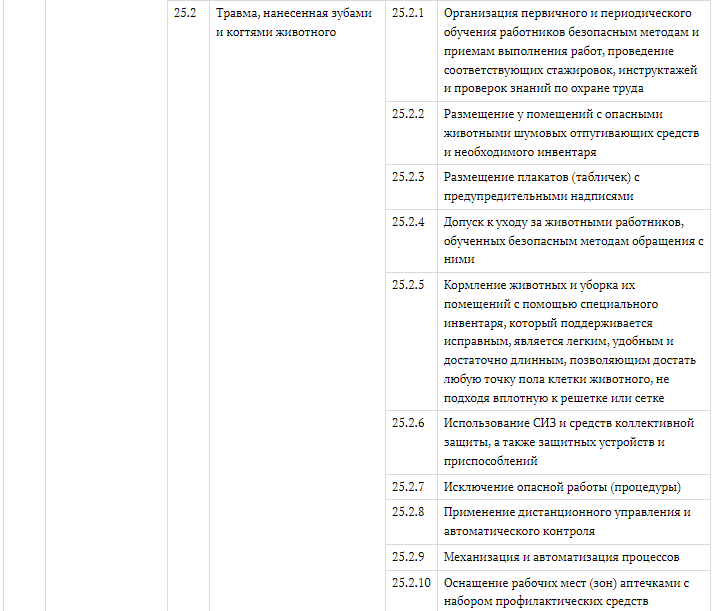 25.2
Травма, нанесенная зубами
и когтями животного
25.2.1
Организация первичного и периодического
обучения работников безопасным методам и
приемам выполнения работ, проведение
соответствующих стажировок, инструктажей
и проверок знаний по охране труда
25.2.2
Размещение у помещений с опасными
животными шумовых отпугивающих средств
и необходимого инвентаря
25.2.3
Размещение плакатов (табличек) с
предупредительными надписями
25.2.4
Допуск к уходу за животными работников,
обученных безопасным методам обращения с
ними
25.2.5
Кормление животных и уборка их
помещений с помощью специального
инвентаря, который поддерживается
исправным, является легким, удобным и
достаточно длинным, позволяющим достать
любую точку пола клетки животного, не
подходя вплотную к решетке или сетке
25.2.6
Использование СИЗ и средств коллективной
защиты, а также защитных устройств и
приспособлений
25.2.7
Исключение опасной работы (процедуры)
25.2.8
Применение дистанционного управления и
автоматического контроля
25.2.9
Механизация и автоматизация процессов
25.2.10
Оснащение рабочих мест (зон) аптечками с
набором профилактических средств